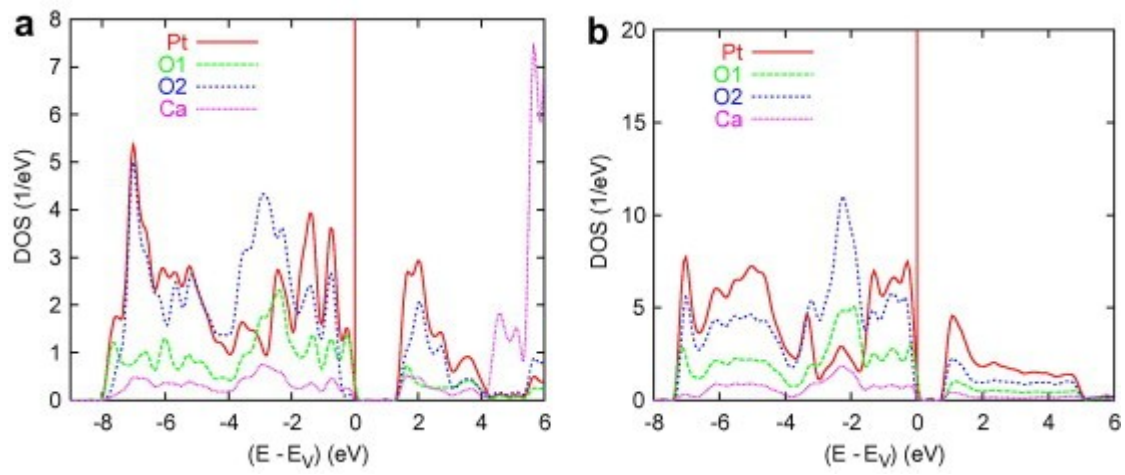 a
8
7
6
5
4
3
2
1
0
DOS (1/eV)
Pt
O1
O2
Ca
-8 -6 -4 -2 0 2 4 6
(E - E_V) (eV)
b
20
15
10
5
0
DOS (1/eV)
Pt
O1
O2
Ca
-8 -6 -4 -2 0 2 4 6
(E - E_V) (eV)